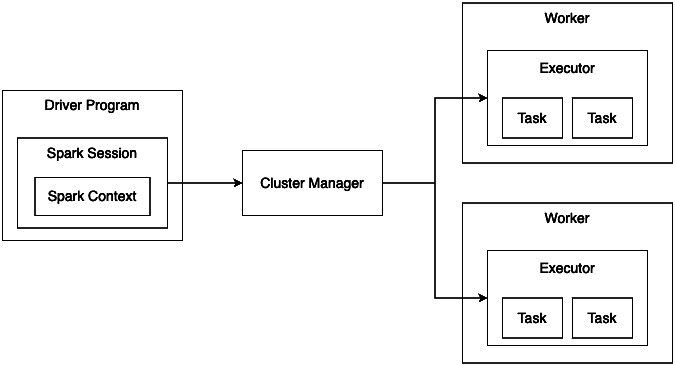 Driver Program
Spark Session
Spark Context
Cluster Manager
Worker
Executor
Task Task
Worker
Executor
Task Task